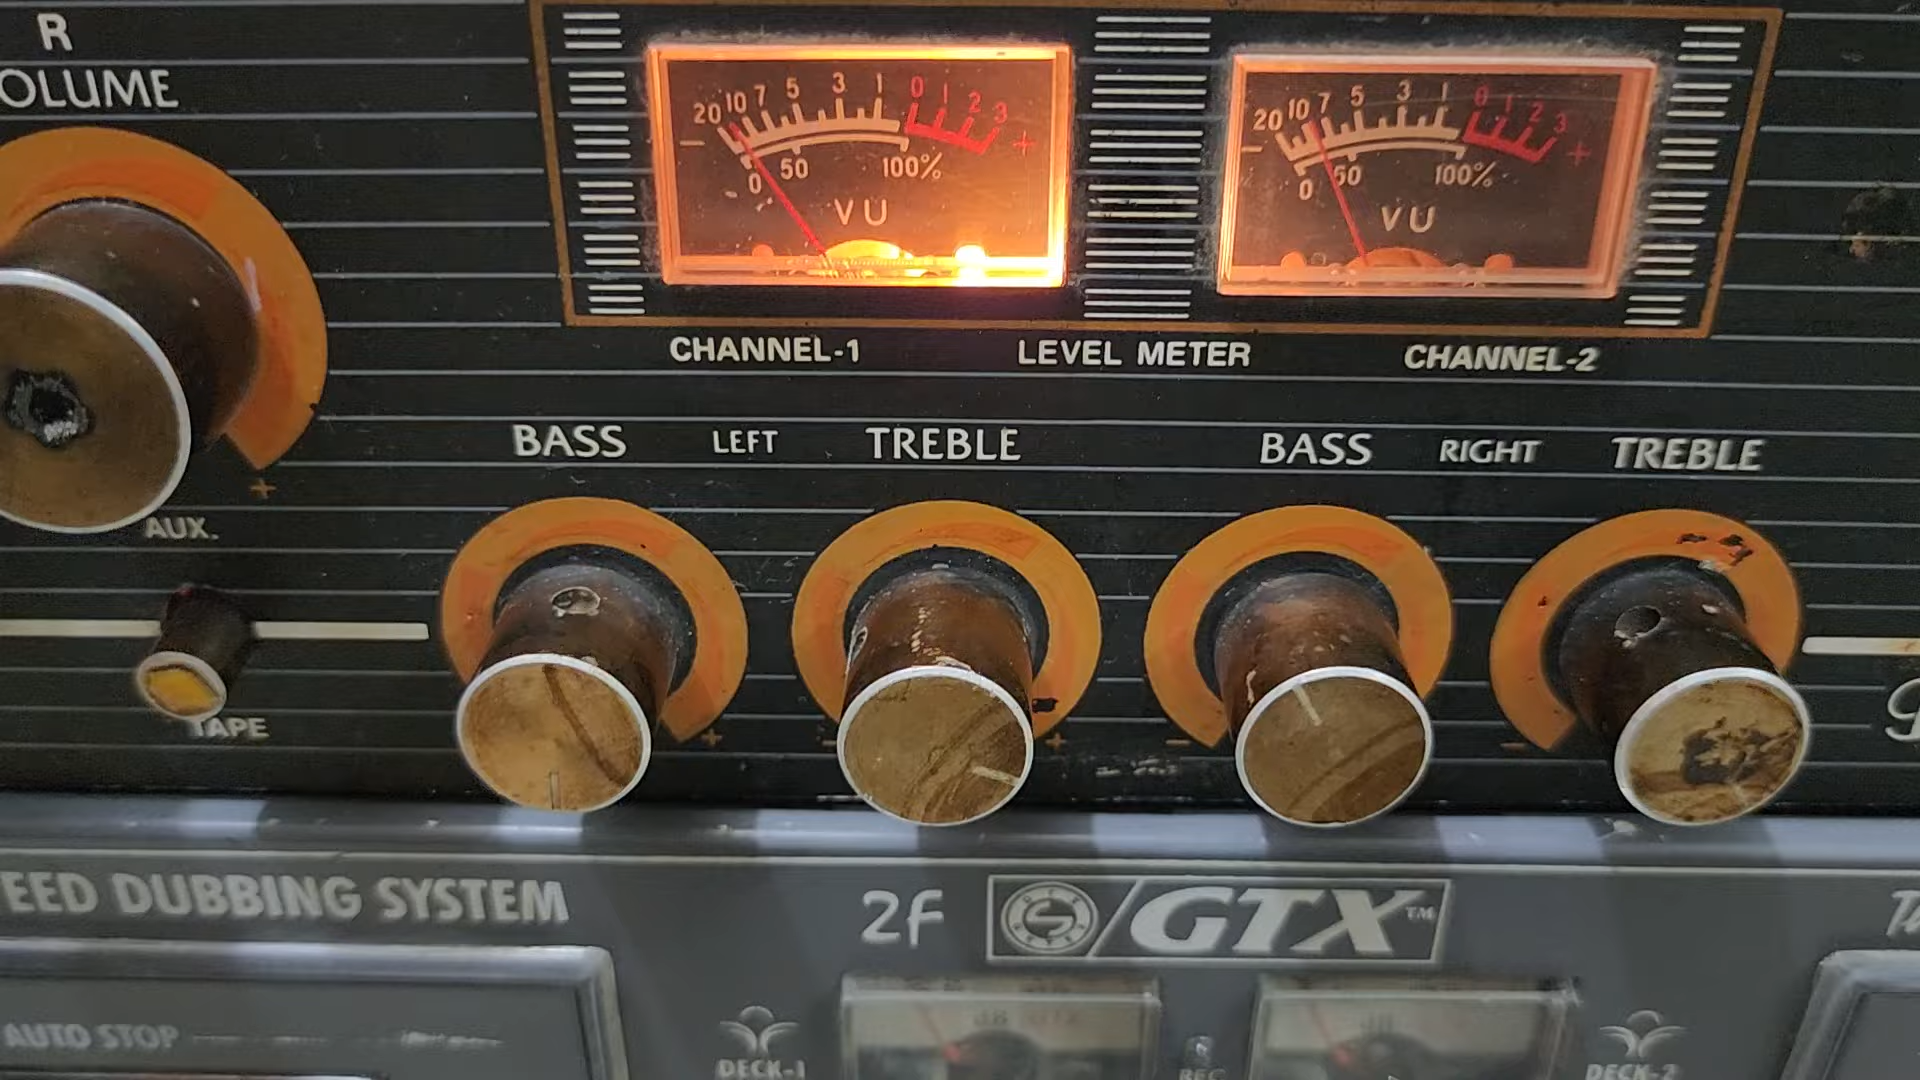 R
OLUME
20 10 7 5 3 1 0 1 2 3
- +
0 50 100%
VU
20 10 7 5 3 1 0 1 2 3
- +
0 50 100%
VU
CHANNEL-1 LEVEL METER CHANNEL-2
BASS LEFT TREBLE BASS RIGHT TREBLE
+
AUX.
TAPE
+ - + - -
EED DUBBING SYSTEM
2F GTX™
AUTO STOP
DECK-1 REC DECK-2